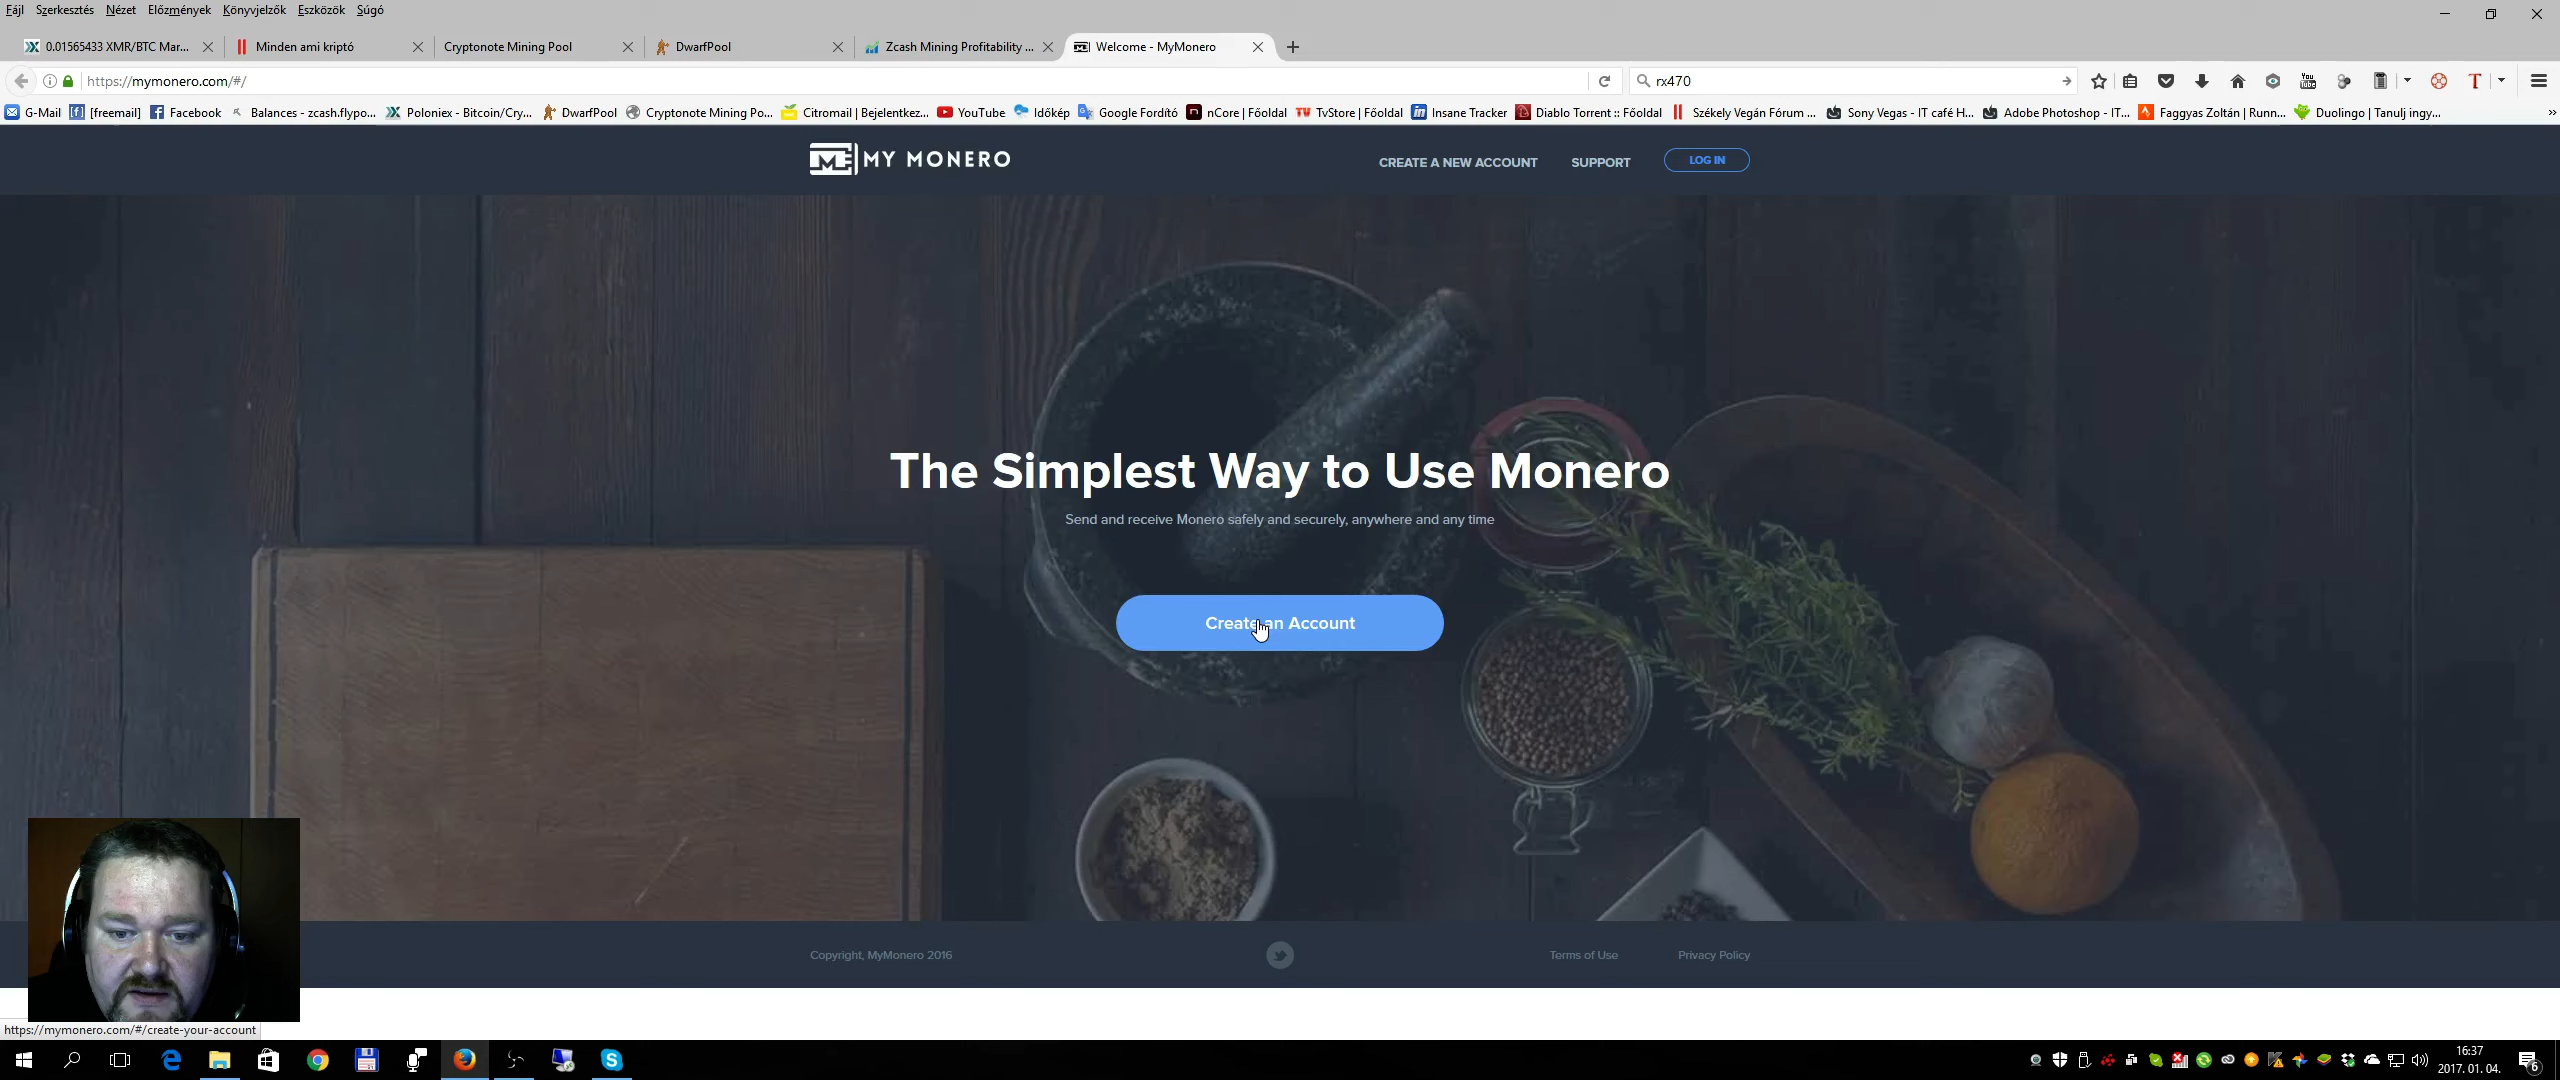 Fájl Szerkesztés Nézet Előzmények Könyvjelzők Eszközök Súgó
0.01565433 XMR/BTC Mar... Minden ami kriptó Cryptonote Mining Pool DwarfPool Zcash Mining Profitability ... Welcome - MyMonero
https://mymonero.com/#/ rx470
G-Mail [freemail] Facebook Balances - zcash.flypo... Poloniex - Bitcoin/Cry... DwarfPool Cryptonote Mining Po... Citromail | Bejelentkez... YouTube Időkép Google Fordító nCore | Főoldal TvStore | Főoldal Insane Tracker Diablo Torrent :: Főoldal Székely Vegán Fórum ... Sony Vegas - IT café H... Adobe Photoshop - IT... Faggyas Zoltán | Runn... Duolingo | Tanulj ingy...
MY MONERO CREATE A NEW ACCOUNT SUPPORT LOG IN
The Simplest Way to Use Monero
Send and receive Monero safely and securely, anywhere and any time
Create an Account
Copyright, MyMonero 2016 Terms of Use Privacy Policy
https://mymonero.com/#/create-your-account
16:37
2017. 01. 04.
6